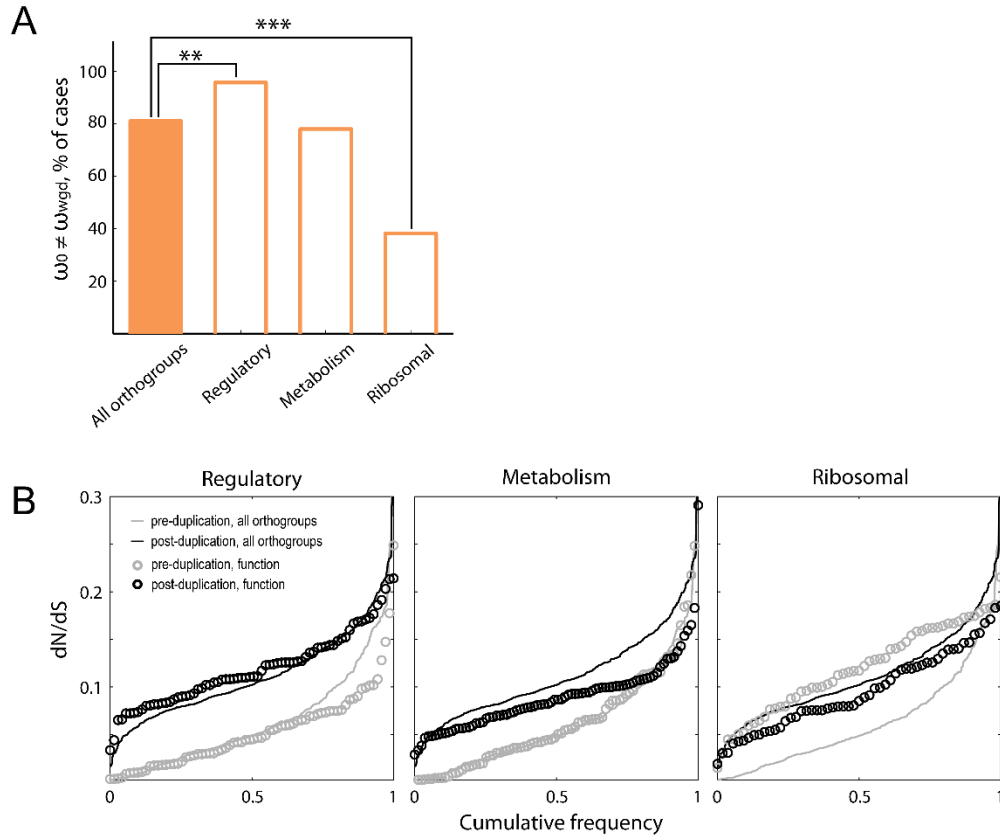 A
***
**
ω0 ≠ ωwgd, % of cases
100
80
60
40
20
All orthogroups
Regulatory
Metabolism
Ribosomal
B
Regulatory
Metabolism
Ribosomal
dN/dS
0.3
0.2
0.1
pre-duplication, all orthogroups
post-duplication, all orthogroups
pre-duplication, function
post-duplication, function
0 0.5 1
0 0.5 1
0 0.5 1
Cumulative frequency